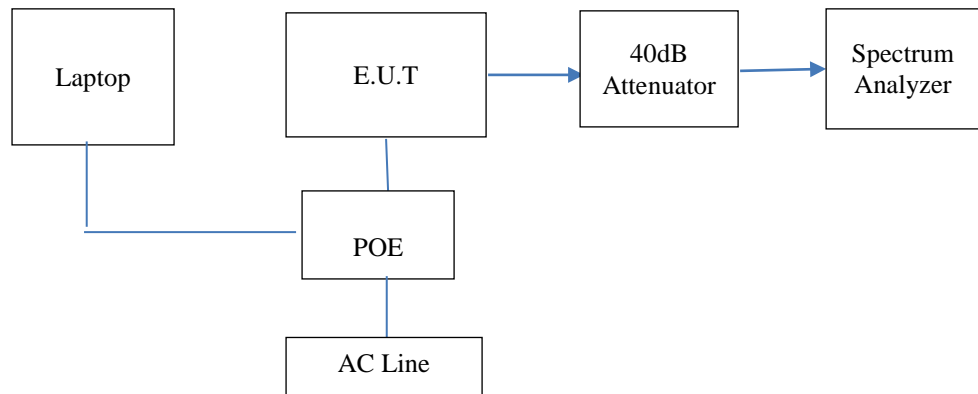 Laptop
E.U.T
40dB
Attenuator
Spectrum
Analyzer
POE
AC Line